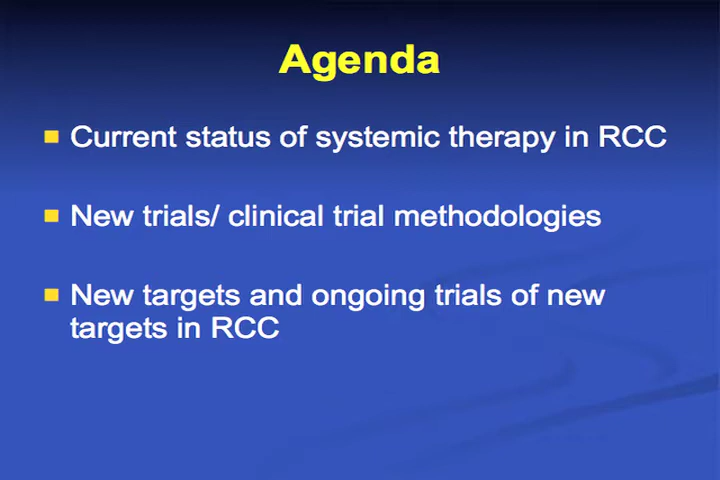 Agenda
Current status of systemic therapy in RCC
New trials/ clinical trial methodologies
New targets and ongoing trials of new
targets in RCC